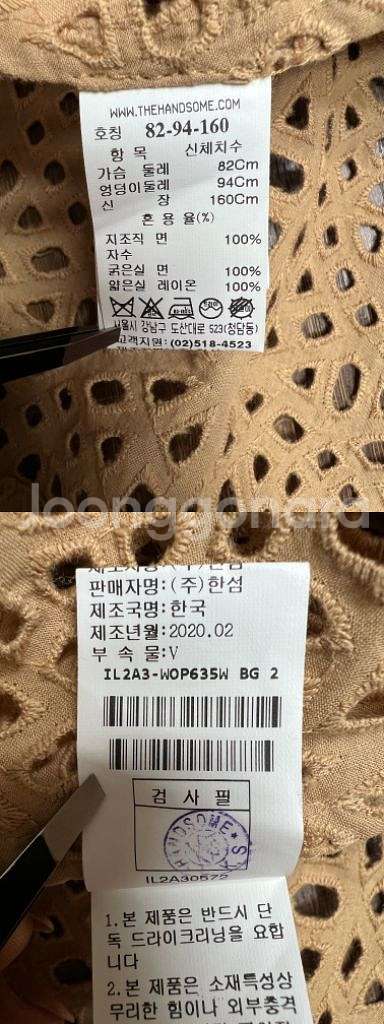 WWW.THEHANDSOME.COM
호칭 82-94-160
항 목 신체치수
가슴 둘레 82Cm
엉덩이둘레 94Cm
신 장 160Cm
혼 용 율(%)
지조직 면 100%
자수
굵은실 면 100%
얇은실 레이온 100%
서울시 강남구 도산대로 523(청담동)
고객지원:(02)518-4523
Joonggonara
판매자명:(주)한섬
제조국명:한국
제조년월:2020.02
부 속 물:V
IL2A3-WOP635W BG 2
검 사 필
HANDSOME
IL2A30572
1.본 제품은 반드시 단
독 드라이크리닝을 요합
니다
2.본 제품은 소재특성상
무리한 힘이나 외부충격